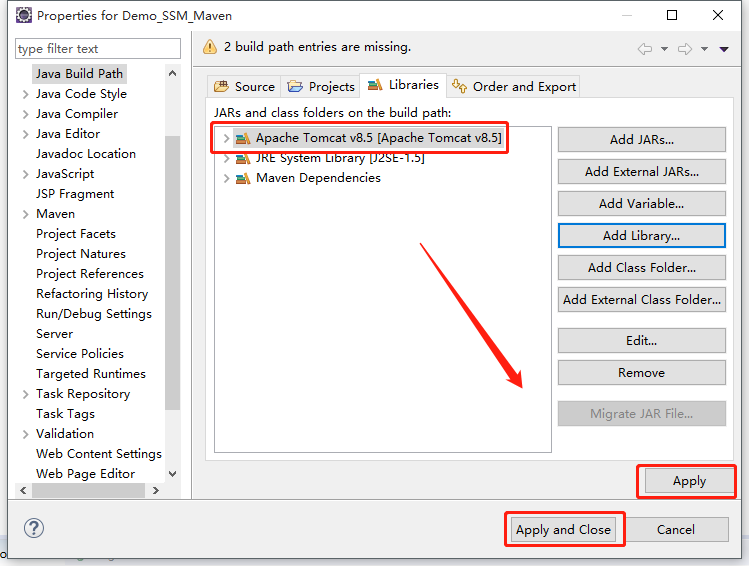 Properties for Demo_SSM_Maven
type filter text
2 build path entries are missing.
Java Build Path
Java Code Style
Java Compiler
Java Editor
Javadoc Location
JavaScript
JSP Fragment
Maven
Project Facets
Project Natures
Project References
Refactoring History
Run/Debug Settings
Server
Service Policies
Targeted Runtimes
Task Repository
Task Tags
Validation
Web Content Settings
Web Page Editor
Source
Projects
Libraries
Order and Export
JARs and class folders on the build path:
Apache Tomcat v8.5 [Apache Tomcat v8.5]
JRE System Library [J2SE-1.5]
Maven Dependencies
Add JARs...
Add External JARs...
Add Variable...
Add Library...
Add Class Folder...
Add External Class Folder...
Edit...
Remove
Migrate JAR File...
Apply
?
Apply and Close
Cancel